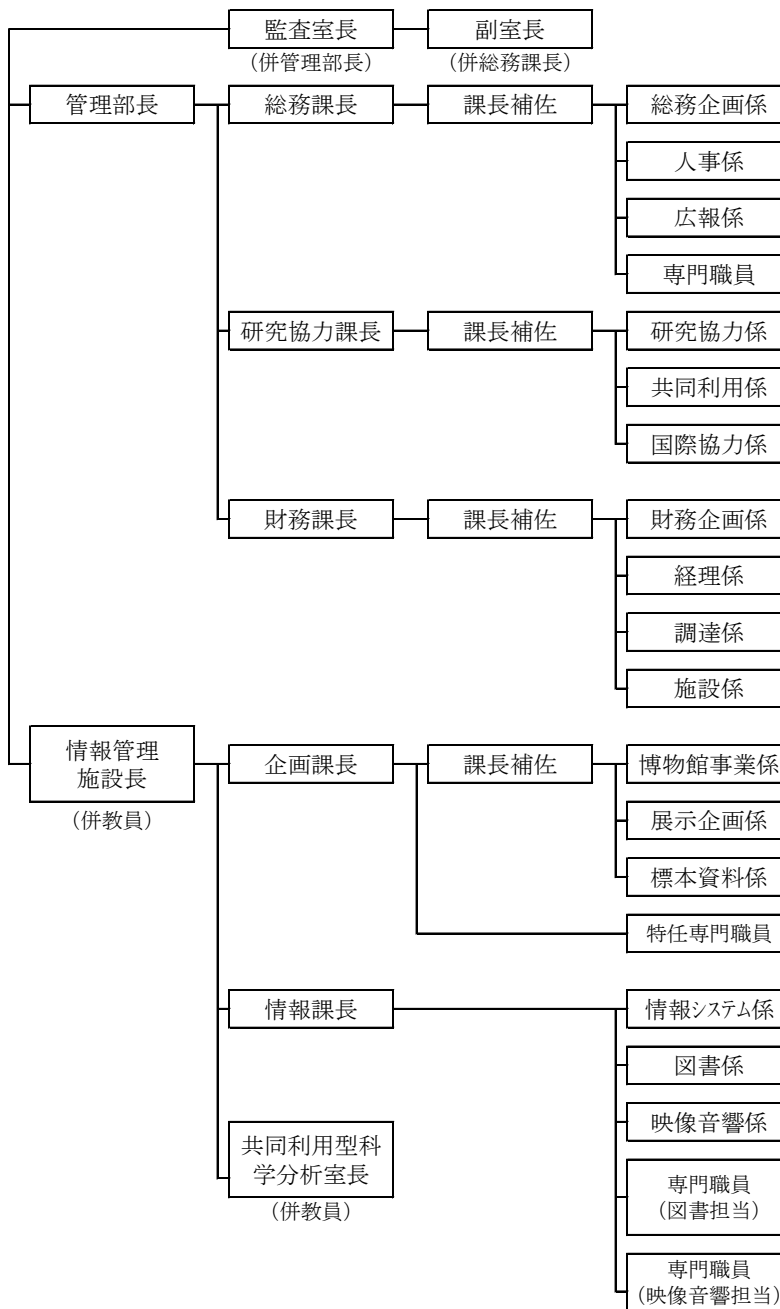 監査室長
副室長
(併管理部長)
(併総務課長)
管理部長
総務課長
課長補佐
総務企画係
人事係
広報係
専門職員
研究協力課長
課長補佐
研究協力係
共同利用係
国際協力係
財務課長
課長補佐
財務企画係
経理係
調達係
施設係
情報管理
施設長
(併教員)
企画課長
課長補佐
博物館事業係
展示企画係
標本資料係
特任専門職員
情報課長
情報システム係
図書係
映像音響係
共同利用型科
学分析室長
(併教員)
専門職員
(図書担当)
専門職員
(映像音響担当)